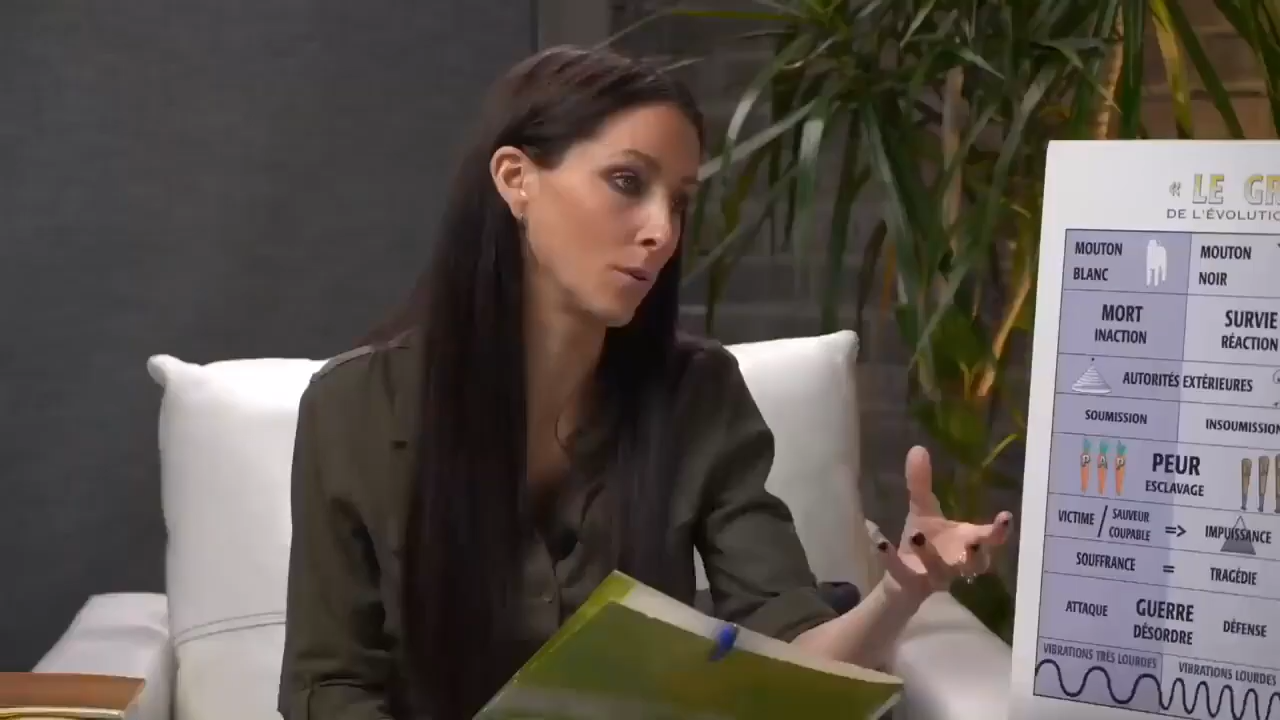 « LE GR
DE L'ÉVOLUTIO
MOUTON
BLANC
MOUTON
NOIR
MORT
INACTION
SURVIE
RÉACTION
AUTORITÉS EXTÉRIEURES
SOUMISSION
INSOUMISSION
P A P
PEUR
ESCLAVAGE
VICTIME / SAUVEUR
COUPABLE
=> IMPUISSANCE
SOUFFRANCE = TRAGÉDIE
ATTAQUE
GUERRE
DÉSORDRE
DÉFENSE
VIBRATIONS TRÈS LOURDES
VIBRATIONS LOURDES